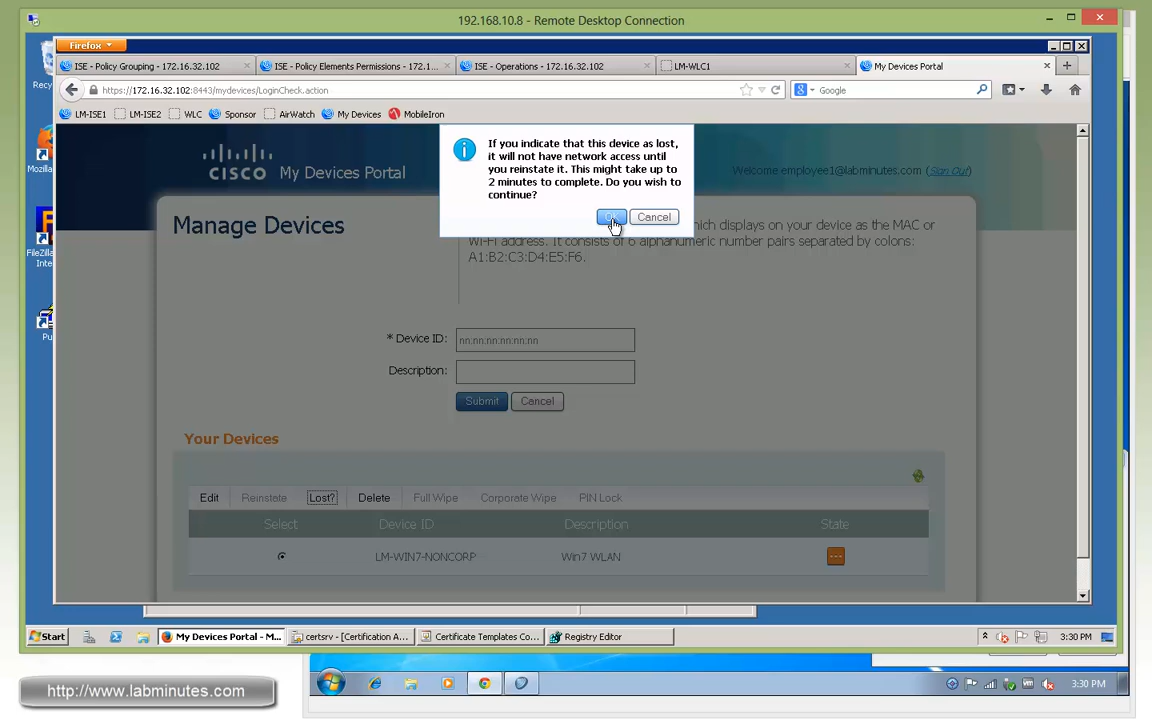 192.168.10.8 - Remote Desktop Connection
Firefox
ISE - Policy Grouping - 172.16.32.102
ISE - Policy Elements Permissions - 172.1...
ISE - Operations - 172.16.32.102
LM-WLC1
My Devices Portal
https://172.16.32.102:8443/mydevices/LoginCheck.action
Google
LM-ISE1
LM-ISE2
WLC
Sponsor
AirWatch
My Devices
MobileIron
Recy
Mozilla
FileZilla
Inte
Pu
CISCO My Devices Portal
Welcome employee1@labminutes.com (Sign Out)
If you indicate that this device as lost,
it will not have network access until
you reinstate it. This might take up to
2 minutes to complete. Do you wish to
continue?
OK
Cancel
Manage Devices
hich displays on your device as the MAC or
Wi-Fi address. It consists of 6 alphanumeric number pairs separated by colons:
A1:B2:C3:D4:E5:F6.
* Device ID:
nn:nn:nn:nn:nn:nn
Description:
Submit
Cancel
Your Devices
Edit
Reinstate
Lost?
Delete
Full Wipe
Corporate Wipe
PIN Lock
Select
Device ID
Description
State
LM-WIN7-NONCORP
Win7 WLAN
Start
My Devices Portal - M...
certsrv - [Certification A...
Certificate Templates Co...
Registry Editor
3:30 PM
http://www.labminutes.com
3:30 PM